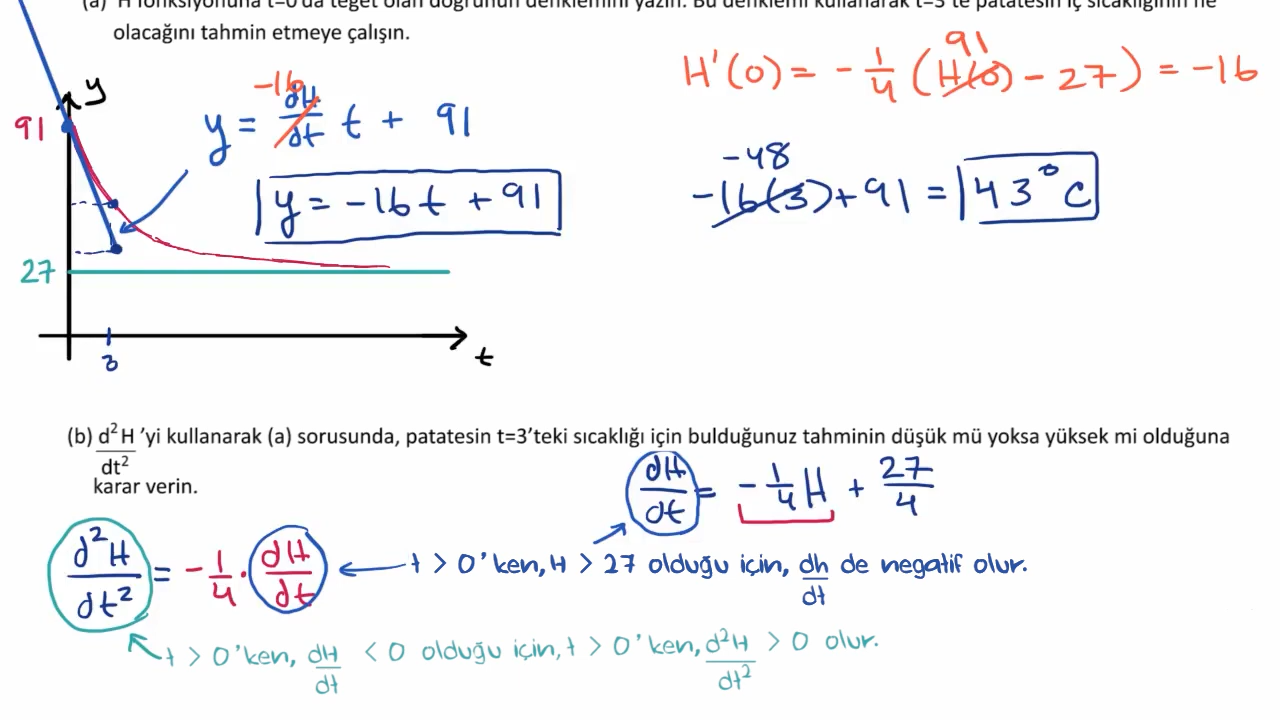 (a) H fonksiyonuna t=0'da teğet olan doğrunun denklemini yazın. Bu denklemi kullanarak t=3'te patatesin iç sıcaklığının ne
olacağını tahmin etmeye çalışın.
H'(0) = -1/4 (H(0) - 27) = -16
91
y
91
-16
y = dH/dt t + 91
y = -16t + 91
-48
-16(3) + 91 = 43°C
27
3
t
(b) d²H/dt² 'yi kullanarak (a) sorusunda, patatesin t=3'teki sıcaklığı için bulduğunuz tahminin düşük mü yoksa yüksek mi olduğuna
karar verin.
dH/dt = -1/4 H + 27/4
d²H/dt² = -1/4 · dH/dt
t > 0'ken, H > 27 olduğu için, dh/dt de negatif olur.
t > 0'ken, dH/dt < 0 olduğu için, t > 0'ken, d²H/dt² > 0 olur.